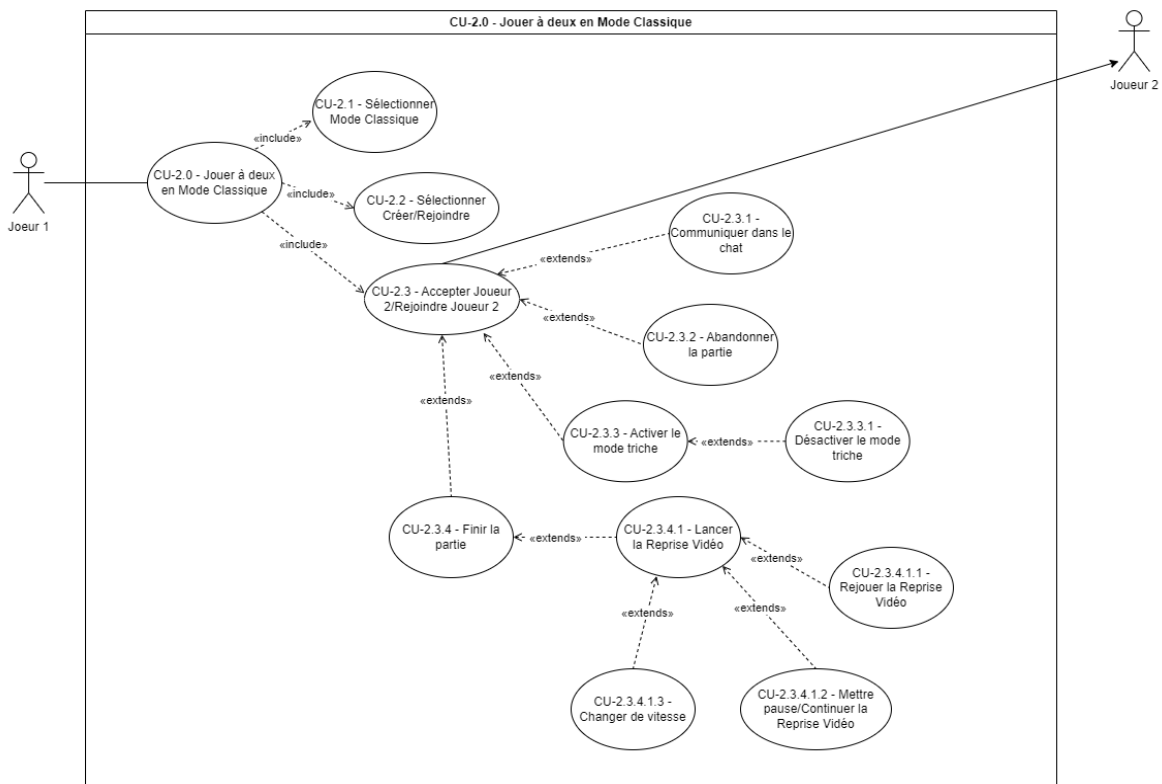 CU-2.0 - Jouer à deux en Mode Classique
Joueur 2
CU-2.1 - Sélectionner
Mode Classique
«include»
CU-2.0 - Jouer à deux
en Mode Classique
Joeur 1
«include»
CU-2.2 - Sélectionner
Créer/Rejoindre
«include»
CU-2.3.1 -
Communiquer dans le
chat
«extends»
CU-2.3 - Accepter Joueur
2/Rejoindre Joueur 2
«extends»
CU-2.3.2 - Abandonner
la partie
«extends»
«extends»
CU-2.3.3 - Activer le
mode triche
«extends»
CU-2.3.3.1 -
Désactiver le mode
triche
CU-2.3.4 - Finir la
partie
«extends»
CU-2.3.4.1 - Lancer
la Reprise Vidéo
«extends»
CU-2.3.4.1.1 -
Rejouer la Reprise
Vidéo
«extends»
«extends»
CU-2.3.4.1.3 -
Changer de vitesse
CU-2.3.4.1.2 - Mettre
pause/Continuer la
Reprise Vidéo